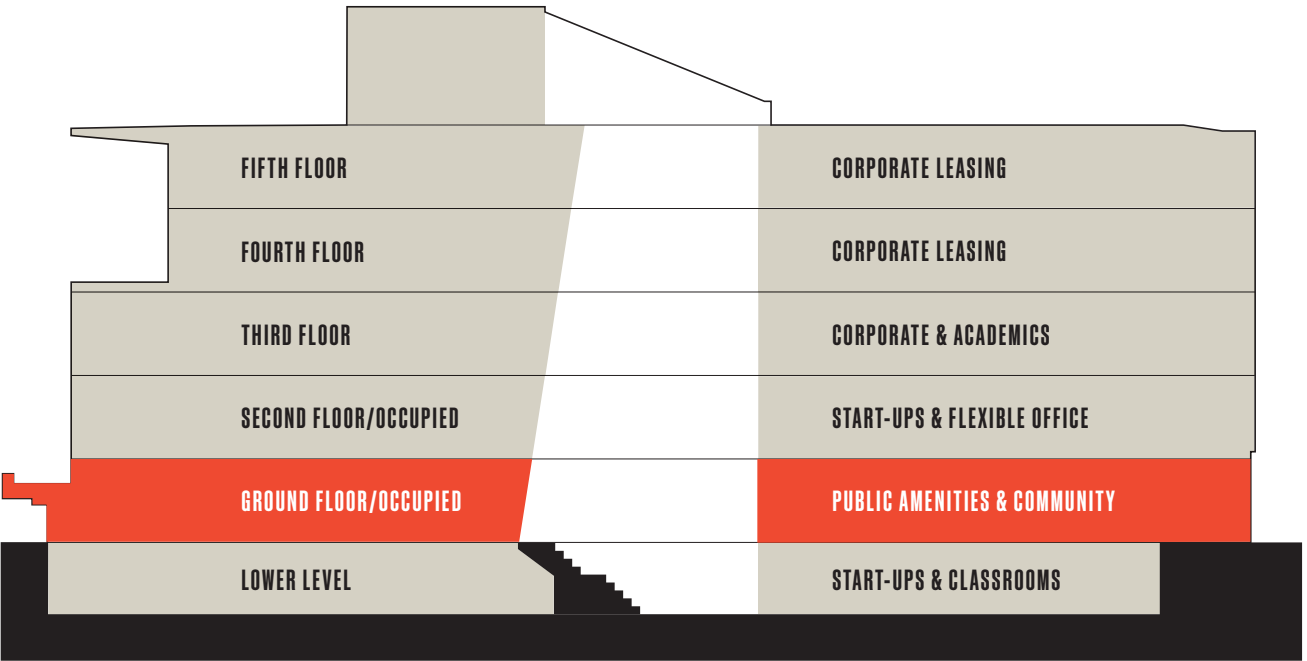 FIFTH FLOOR
CORPORATE LEASING
FOURTH FLOOR
CORPORATE LEASING
THIRD FLOOR
CORPORATE & ACADEMICS
SECOND FLOOR/OCCUPIED
START-UPS & FLEXIBLE OFFICE
GROUND FLOOR/OCCUPIED
PUBLIC AMENITIES & COMMUNITY
LOWER LEVEL
START-UPS & CLASSROOMS